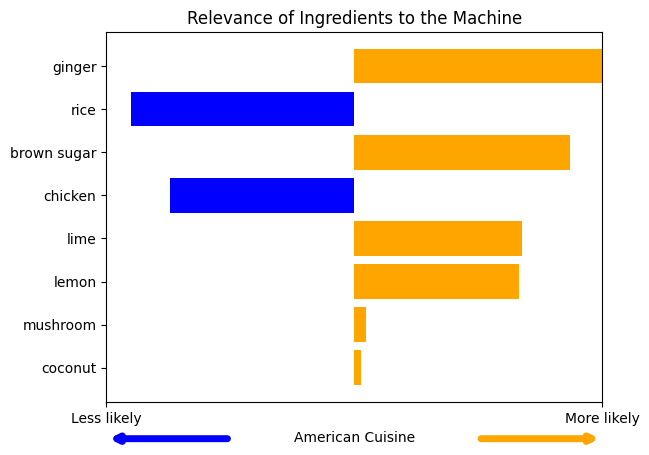 Relevance of Ingredients to the Machine
ginger
rice
brown sugar
chicken
lime
lemon
mushroom
coconut
Less likely
More likely
American Cuisine